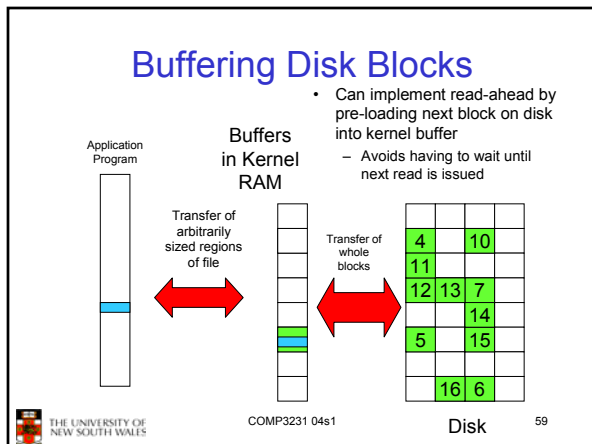 Buffering Disk Blocks
• Can implement read-ahead by
pre-loading next block on disk
into kernel buffer
– Avoids having to wait until
next read is issued
Application
Program
Buffers
in Kernel
RAM
Transfer of
arbitrarily
sized regions
of file
Transfer of
whole
blocks
4 10
11
12 13 7
14
5 15
16 6
THE UNIVERSITY OF
NEW SOUTH WALES
COMP3231 04s1
Disk
59